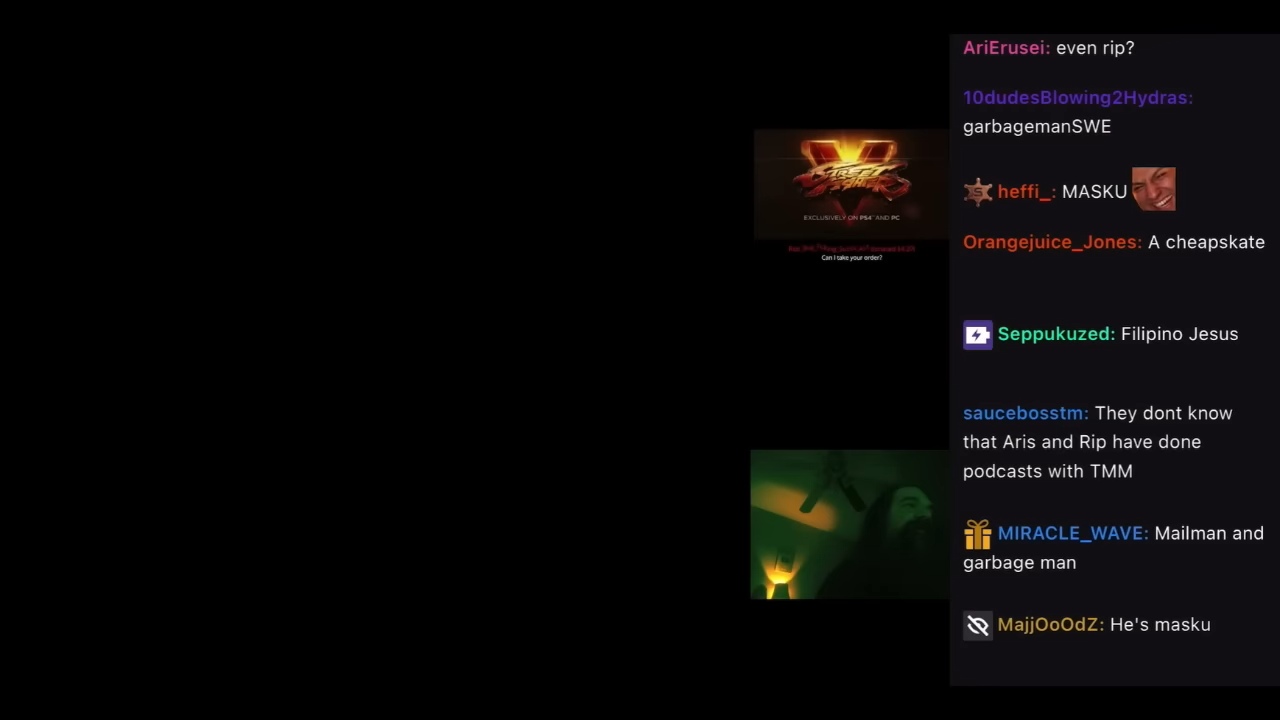 AriErusei: even rip?
10dudesBlowing2Hydras:
garbagemanSWE
heffi_: MASKU
Orangejuice_Jones: A cheapskate
V
STREET
FIGHTER
EXCLUSIVELY ON PS4 AND PC
Can I take your order?
Seppukuzed: Filipino Jesus
saucebosstm: They dont know
that Aris and Rip have done
podcasts with TMM
MIRACLE_WAVE: Mailman and
garbage man
MajjOoOdZ: He's masku